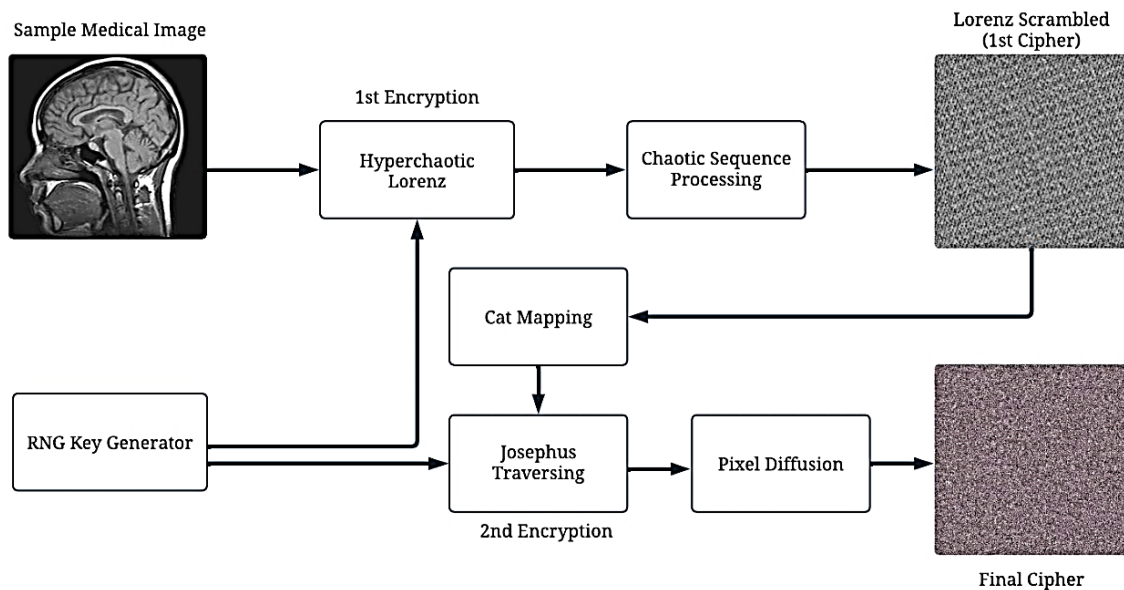 Sample Medical Image
Lorenz Scrambled
(1st Cipher)
1st Encryption
Hyperchaotic
Lorenz
Chaotic Sequence
Processing
Cat Mapping
RNG Key Generator
Josephus
Traversing
Pixel Diffusion
2nd Encryption
Final Cipher